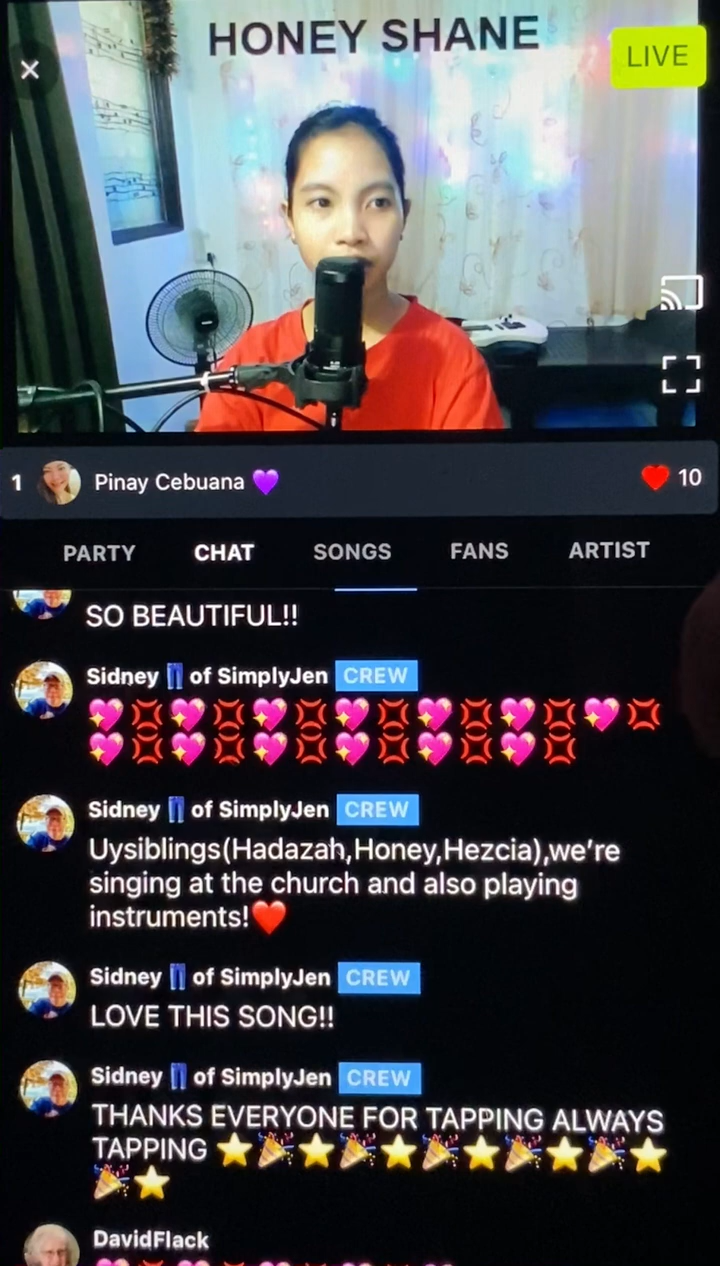 HONEY SHANE
LIVE
1 Pinay Cebuana 💜 ❤️ 10
PARTY CHAT SONGS FANS ARTIST
SO BEAUTIFUL!!
Sidney 👖 of SimplyJen CREW
💖💢💖💢💖💢💖💢💖💢💖💢💖💢
💖💢💖💢💖💢💖💢💖💢💖💢
Sidney 👖 of SimplyJen CREW
Uysiblings(Hadazah,Honey,Hezcia),we’re
singing at the church and also playing
instruments!❤️
Sidney 👖 of SimplyJen CREW
LOVE THIS SONG!!
Sidney 👖 of SimplyJen CREW
THANKS EVERYONE FOR TAPPING ALWAYS
TAPPING ⭐🎉⭐🎉⭐🎉⭐🎉⭐🎉⭐
🎉⭐
DavidFlack